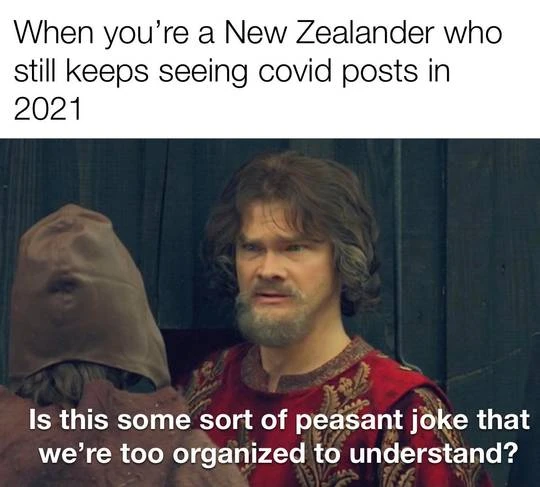 When you’re a New Zealander who
still keeps seeing covid posts in
2021
Is this some sort of peasant joke that
we’re too organized to understand?